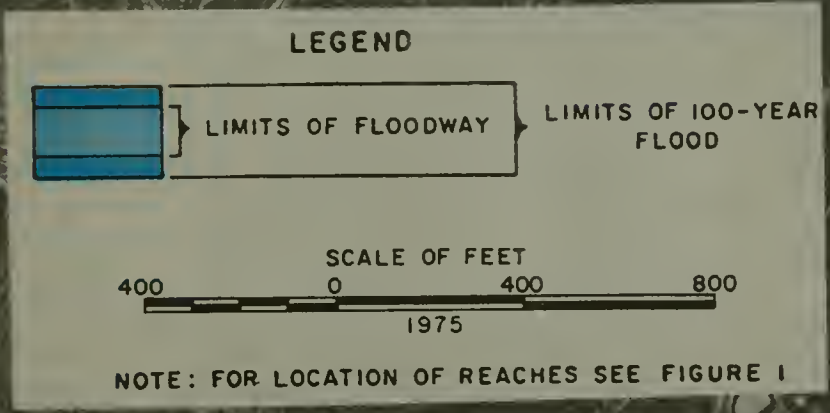 LEGEND
LIMITS OF FLOODWAY
LIMITS OF 100-YEAR
FLOOD
SCALE OF FEET
400 0 400 800
1975
NOTE: FOR LOCATION OF REACHES SEE FIGURE 1